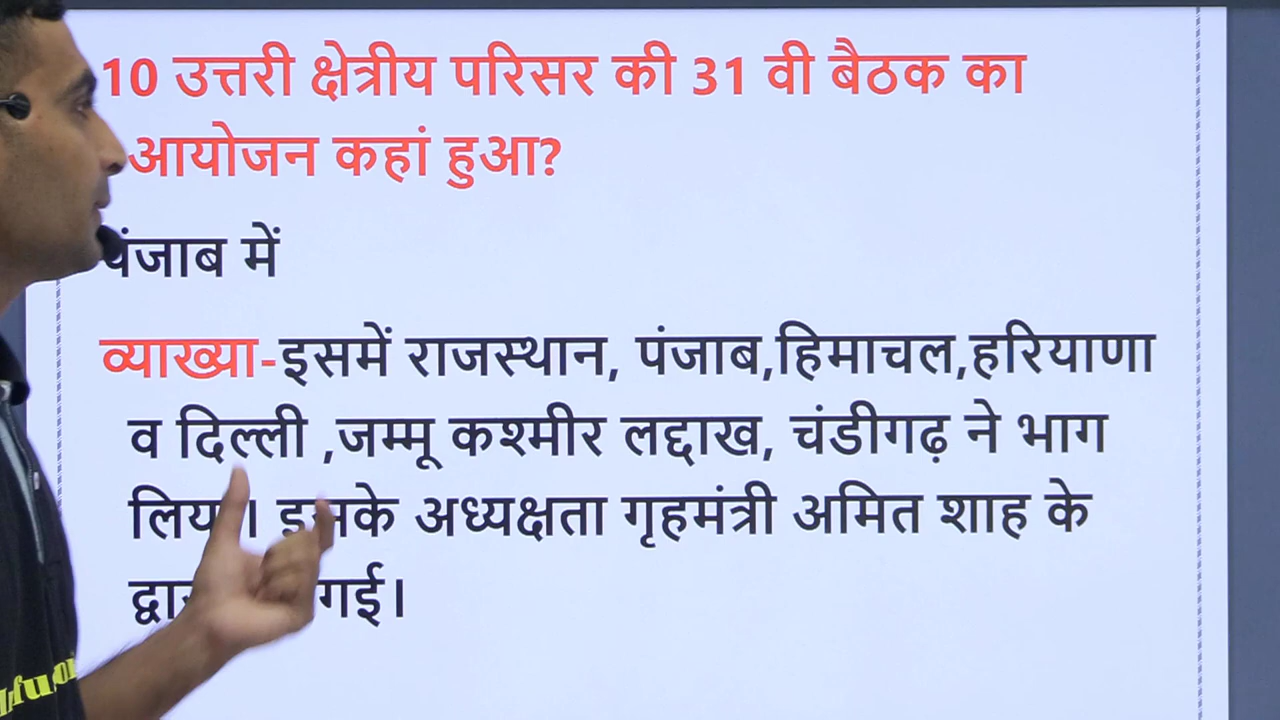 10 उत्तरी क्षेत्रीय परिसर की 31 वी बैठक का
आयोजन कहां हुआ?
पंजाब में
व्याख्या-इसमें राजस्थान, पंजाब,हिमाचल,हरियाणा
व दिल्ली ,जम्मू कश्मीर लद्दाख, चंडीगढ़ ने भाग
इसके अध्यक्षता गृहमंत्री अमित शाह के
गई।